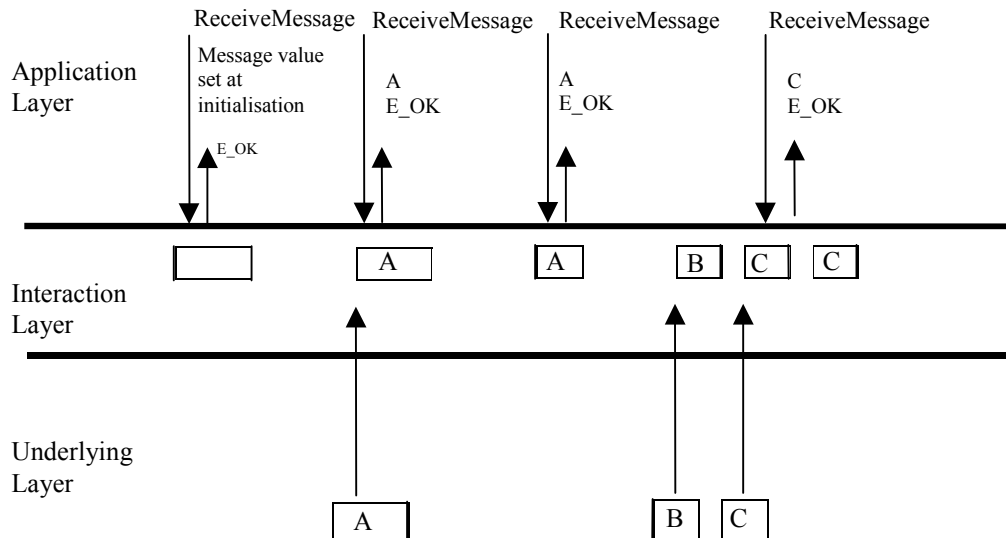 ReceiveMessage ReceiveMessage ReceiveMessage ReceiveMessage
Application
Layer
Message value
set at
initialisation
E_OK
A
E_OK
A
E_OK
C
E_OK
Interaction
Layer
A
A
B
C
C
Underlying
Layer
A
B
C